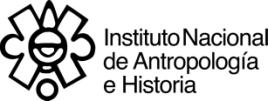 Instituto Nacional
de Antropología
e Historia